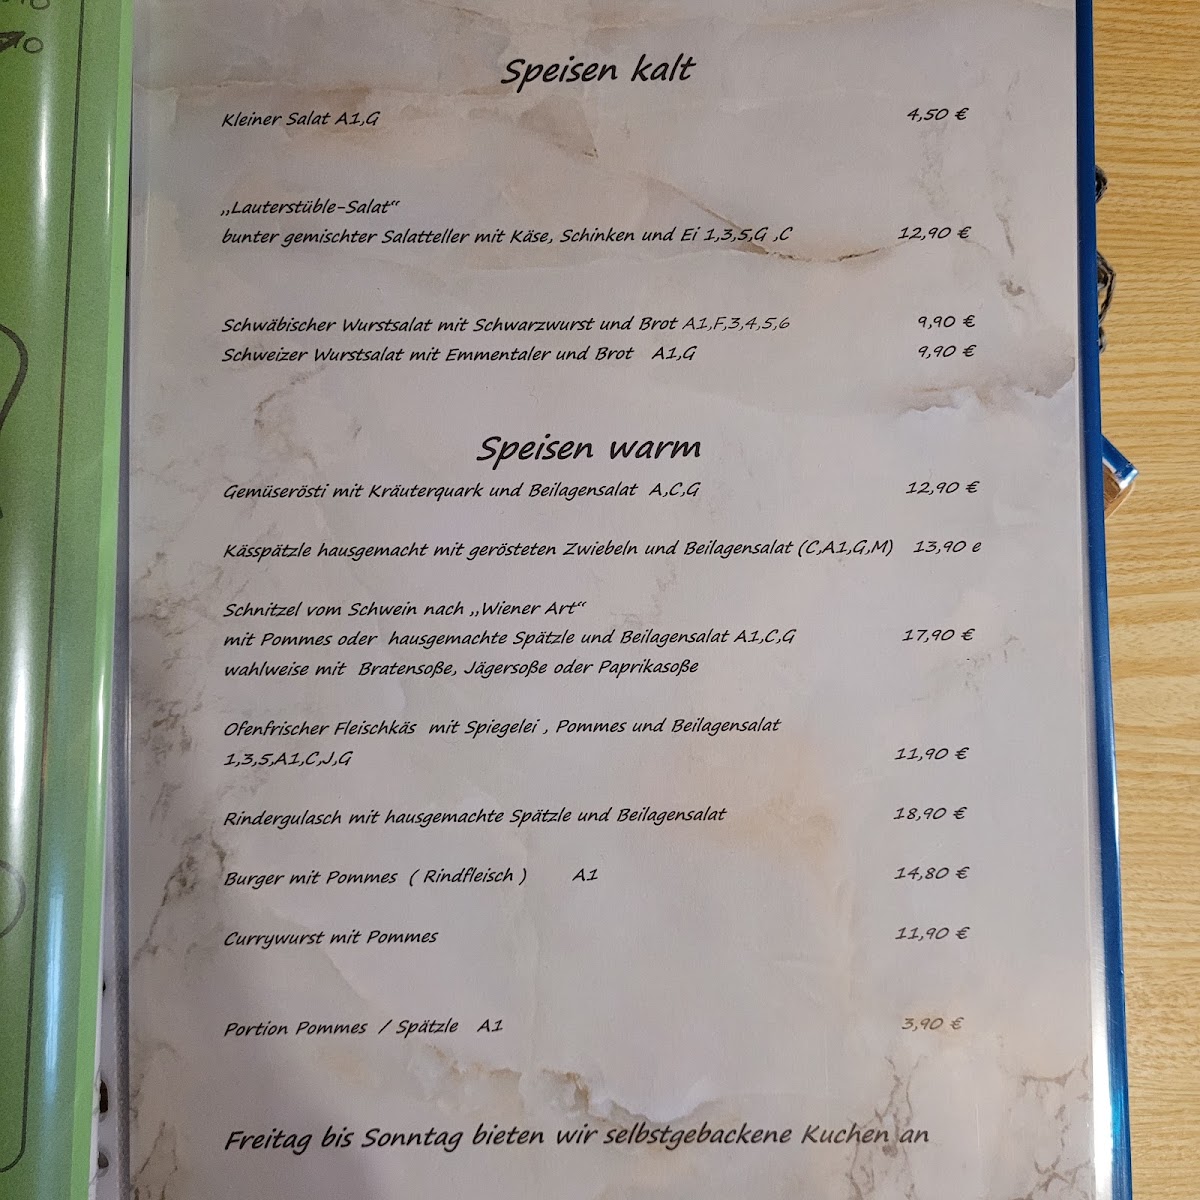 Speisen kalt
Kleiner Salat A1,G 4,50 €
„Lauterstüble-Salat“
bunter gemischter Salatteller mit Käse, Schinken und Ei 1,3,5,G ,C 12,90 €
Schwäbischer Wurstsalat mit Schwarzwurst und Brot A1,F,3,4,5,6 9,90 €
Schweizer Wurstsalat mit Emmentaler und Brot A1,G 9,90 €
Speisen warm
Gemüserösti mit Kräuterquark und Beilagensalat A,C,G 12,90 €
Kässpätzle hausgemacht mit gerösteten Zwiebeln und Beilagensalat (C,A1,G,M) 13,90 e
Schnitzel vom Schwein nach „Wiener Art“
mit Pommes oder hausgemachte Spätzle und Beilagensalat A1,C,G 17,90 €
wahlweise mit Bratensoße, Jägersoße oder Paprikasoße
Ofenfrischer Fleischkäs mit Spiegelei , Pommes und Beilagensalat
1,3,5,A1,C,J,G 11,90 €
Rindergulasch mit hausgemachte Spätzle und Beilagensalat 18,90 €
Burger mit Pommes ( Rindfleisch ) A1 14,80 €
Currywurst mit Pommes 11,90 €
Portion Pommes / Spätzle A1 3,90 €
Freitag bis Sonntag bieten wir selbstgebackene Kuchen an